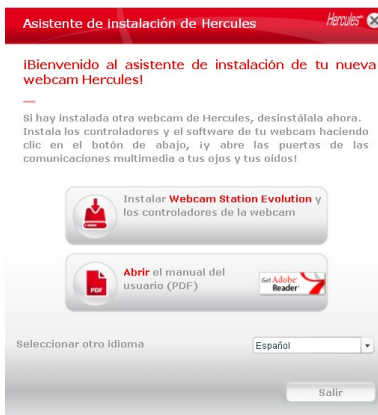 Asistente de instalación de Hercules
Hercules
¡Bienvenido al asistente de instalación de tu nueva
webcam Hercules!
Si hay instalada otra webcam de Hercules, desinstálala ahora.
Instala los controladores y el software de tu webcam haciendo
clic en el botón de abajo, ¡y abre las puertas de las
comunicaciones multimedia a tus ojos y tus oídos!
Instalar Webcam Station Evolution y
los controladores de la webcam
PDF
Abrir el manual del
usuario (PDF)
Get Adobe
Reader
Seleccionar otro idioma
Español
Salir